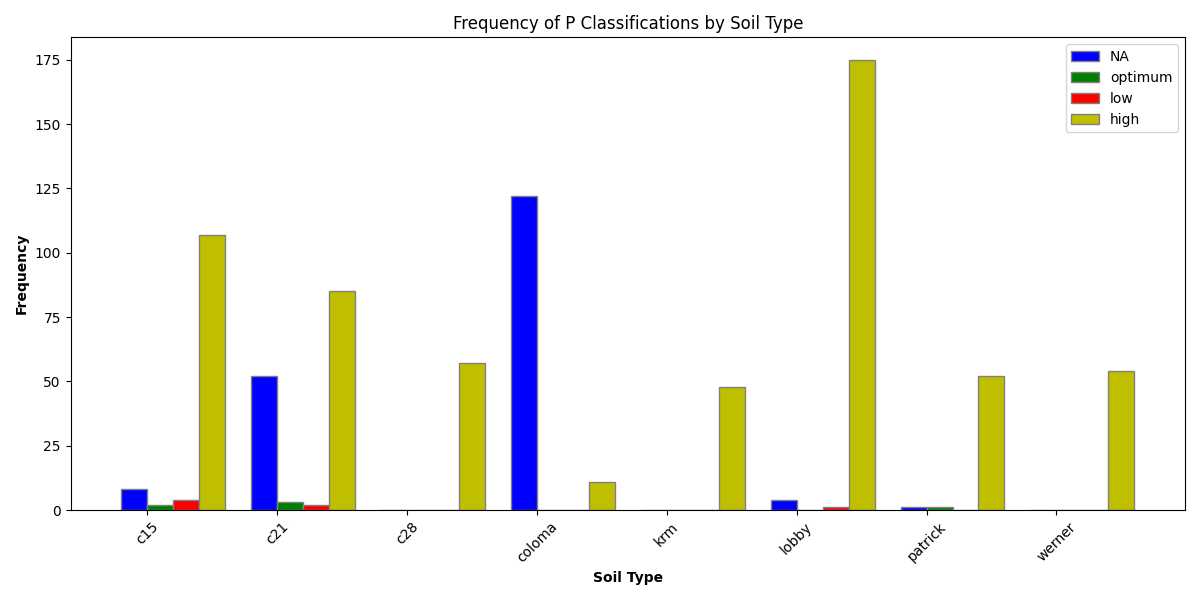 Frequency of P Classifications by Soil Type
NA
optimum
low
high
Frequency
175
150
125
100
75
50
25
0
c15
c21
c28
coloma
krm
lobby
patrick
werner
Soil Type